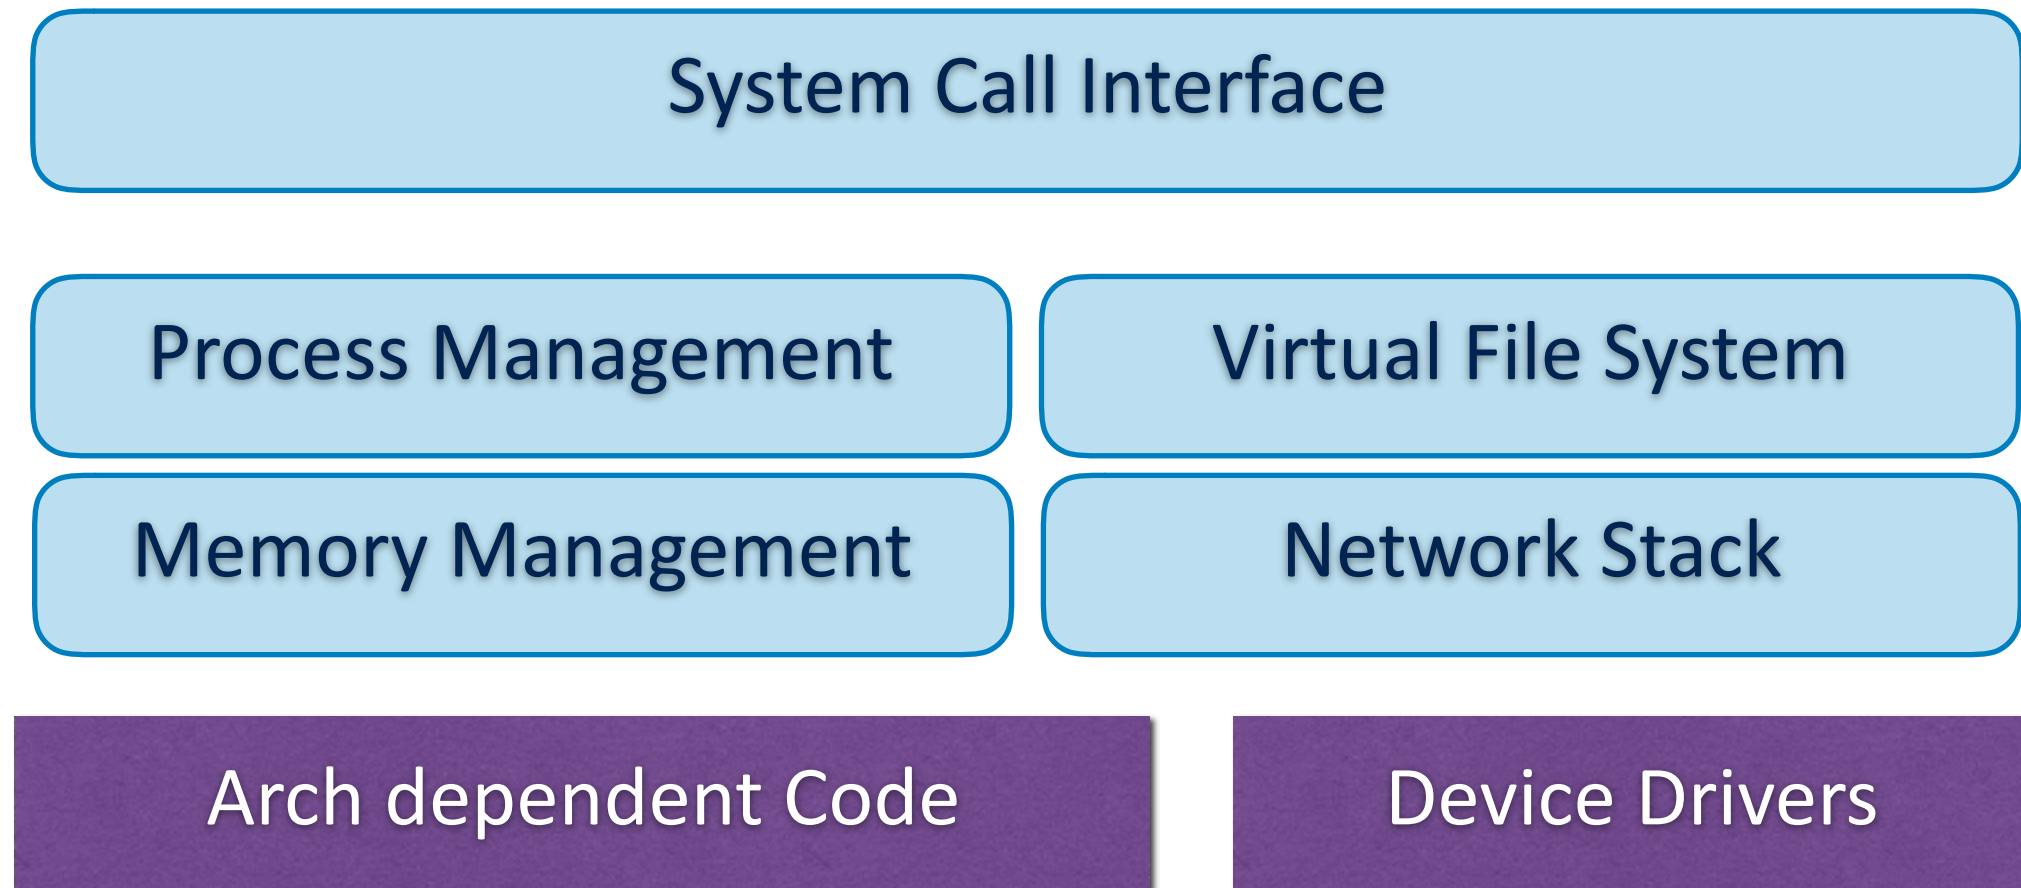 System Call Interface
Process Management
Virtual File System
Memory Management
Network Stack
Arch dependent Code
Device Drivers